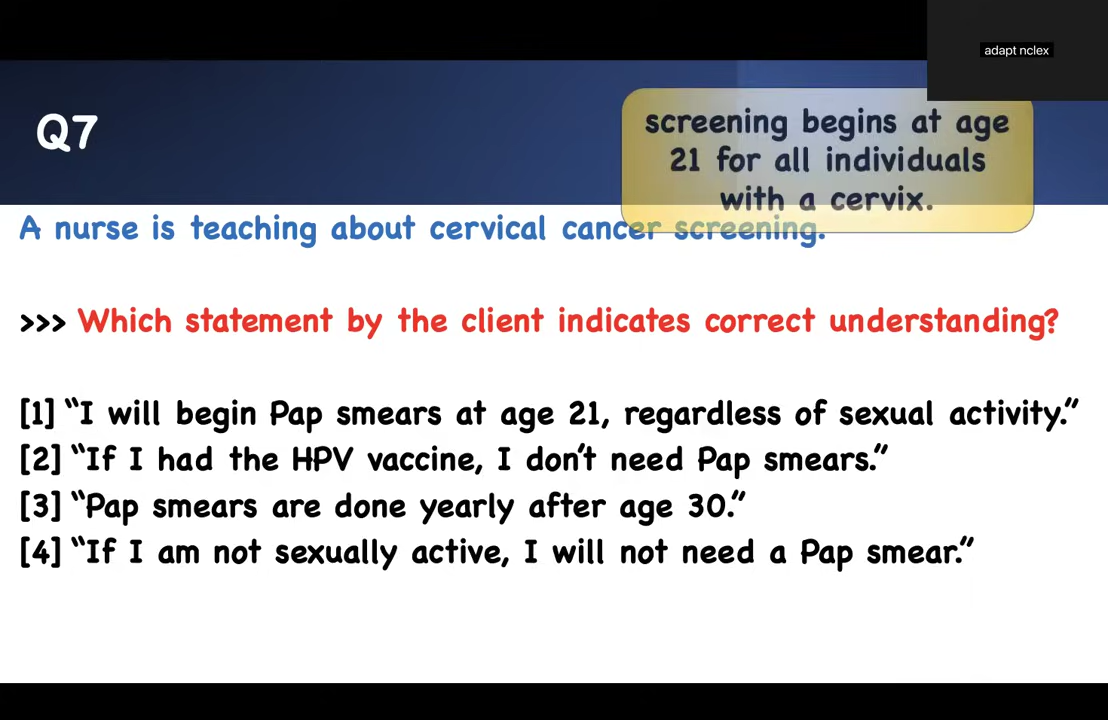 adapt nclex
Q7
screening begins at age
21 for all individuals
with a cervix.
A nurse is teaching about cervical cancer screening.
>>> Which statement by the client indicates correct understanding?
[1] “I will begin Pap smears at age 21, regardless of sexual activity.”
[2] “If I had the HPV vaccine, I don’t need Pap smears.”
[3] “Pap smears are done yearly after age 30.”
[4] “If I am not sexually active, I will not need a Pap smear.”